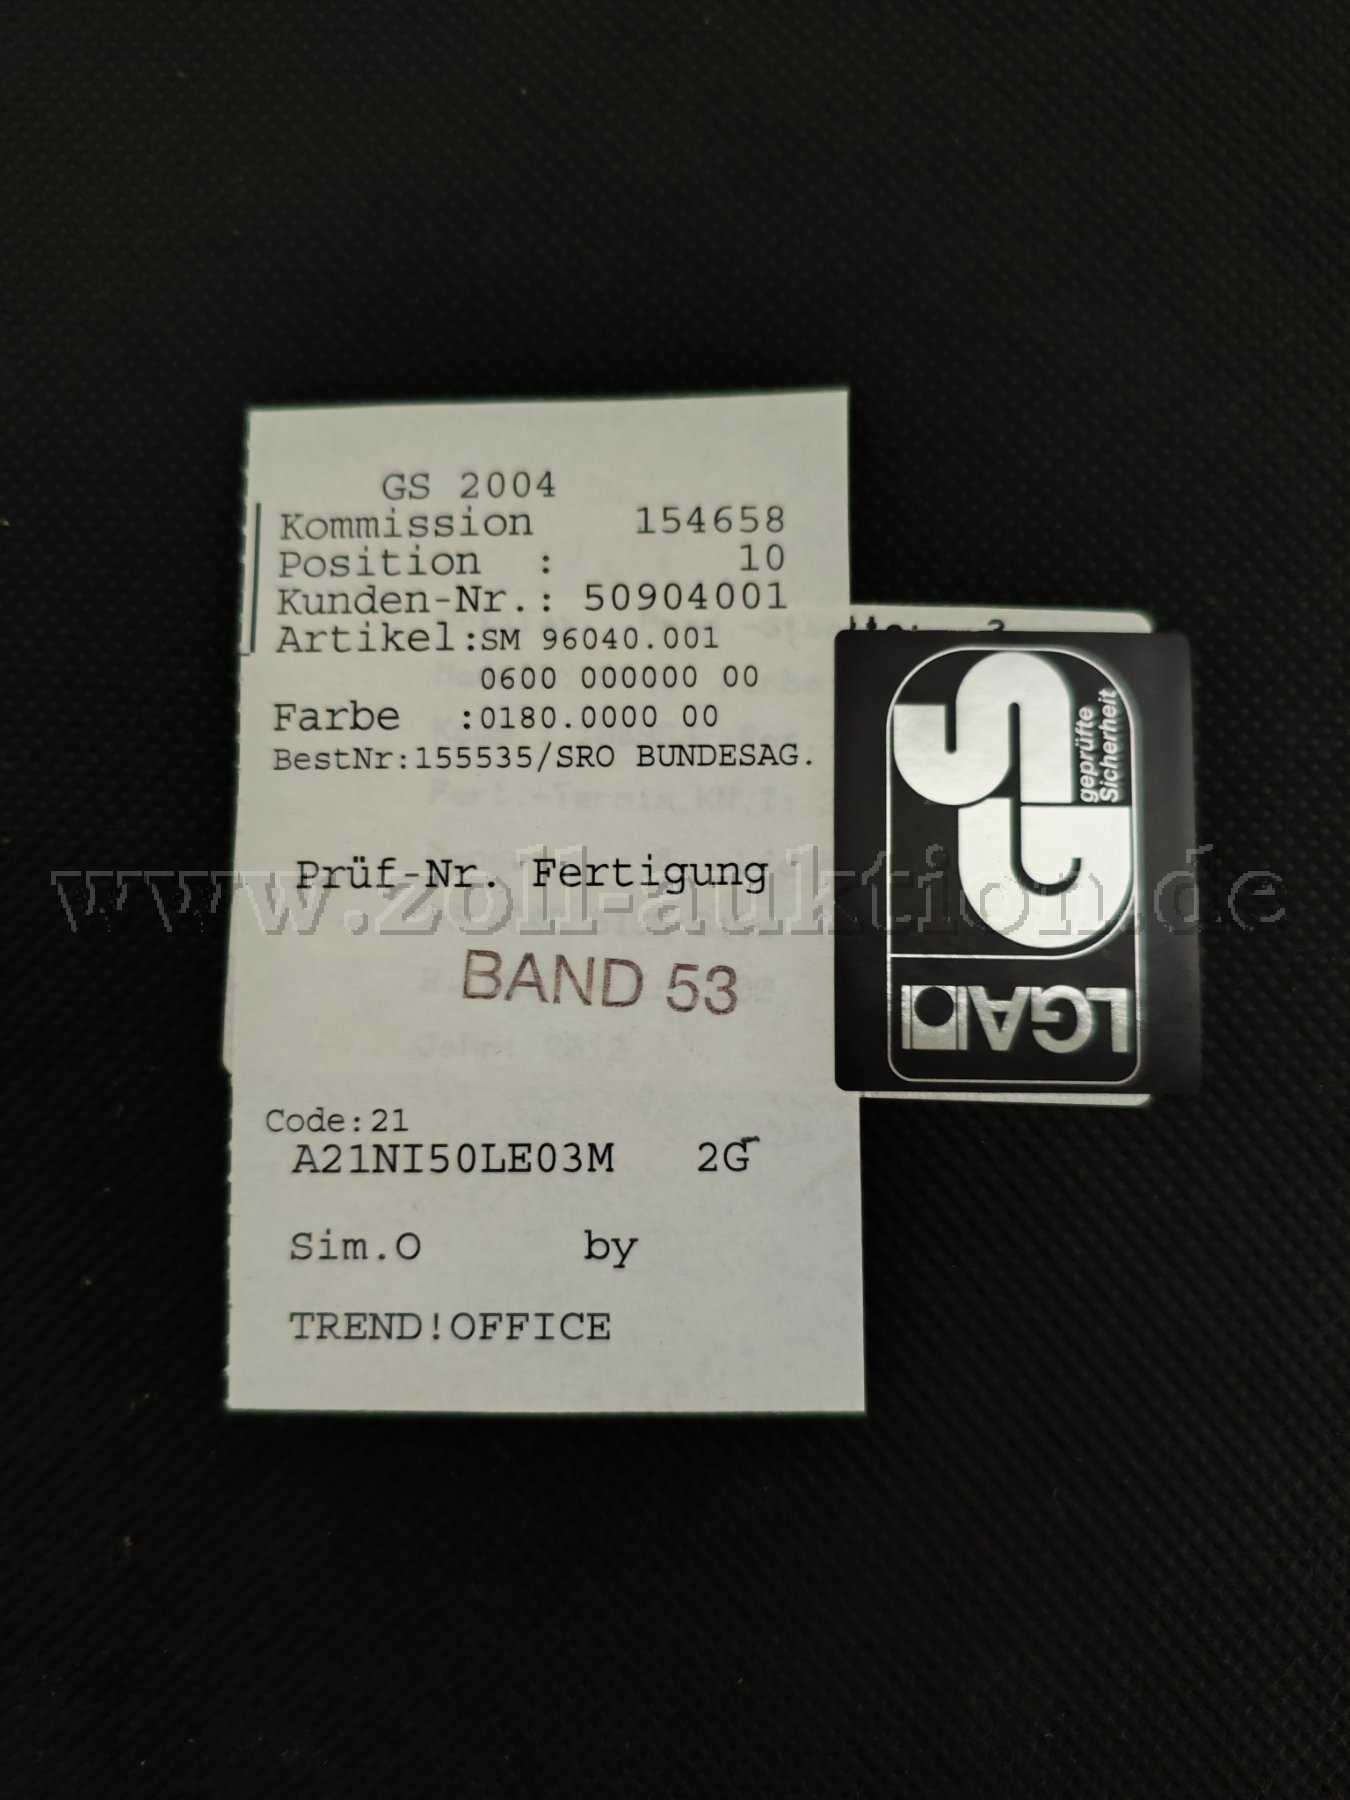 GS 2004
Kommission 154658
Position : 10
Kunden-Nr.: 50904001
Artikel:SM 96040.001
0600 000000 00
Farbe :0180.0000 00
BestNr:155535/SRO BUNDESAG.
Prüf-Nr. Fertigung
www.zoll-auktion.de
BAND 53
Code:21
A21NI50LE03M 2G
Sim.O by
TREND!OFFICE
GS
geprüfte
Sicherheit
LGA